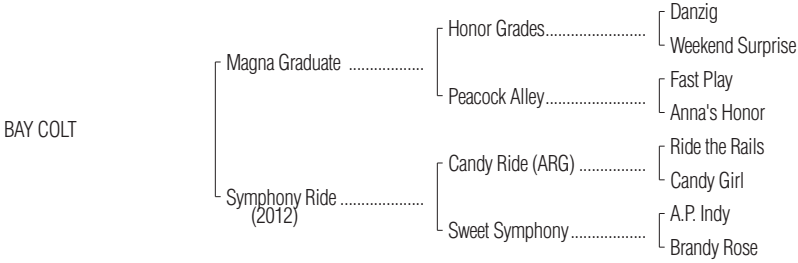 Danzig
Honor Grades........................
Weekend Surprise
Magna Graduate ..................
Fast Play
Peacock Alley........................
Anna's Honor
BAY COLT
Ride the Rails
Candy Ride (ARG) ................
Candy Girl
Symphony Ride ....................
(2012)
A.P. Indy
Sweet Symphony..................
Brandy Rose